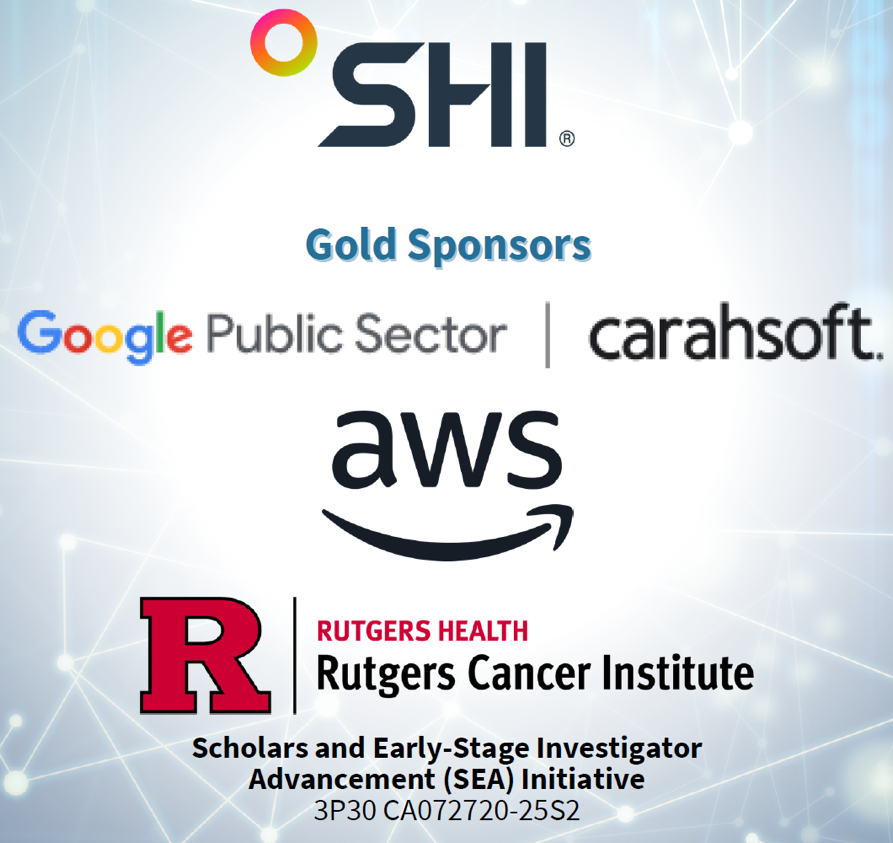 SHI®
Gold Sponsors
Google Public Sector | carahsoft.
aws
R
RUTGERS HEALTH
Rutgers Cancer Institute
Scholars and Early-Stage Investigator
Advancement (SEA) Initiative
3P30 CA072720-25S2